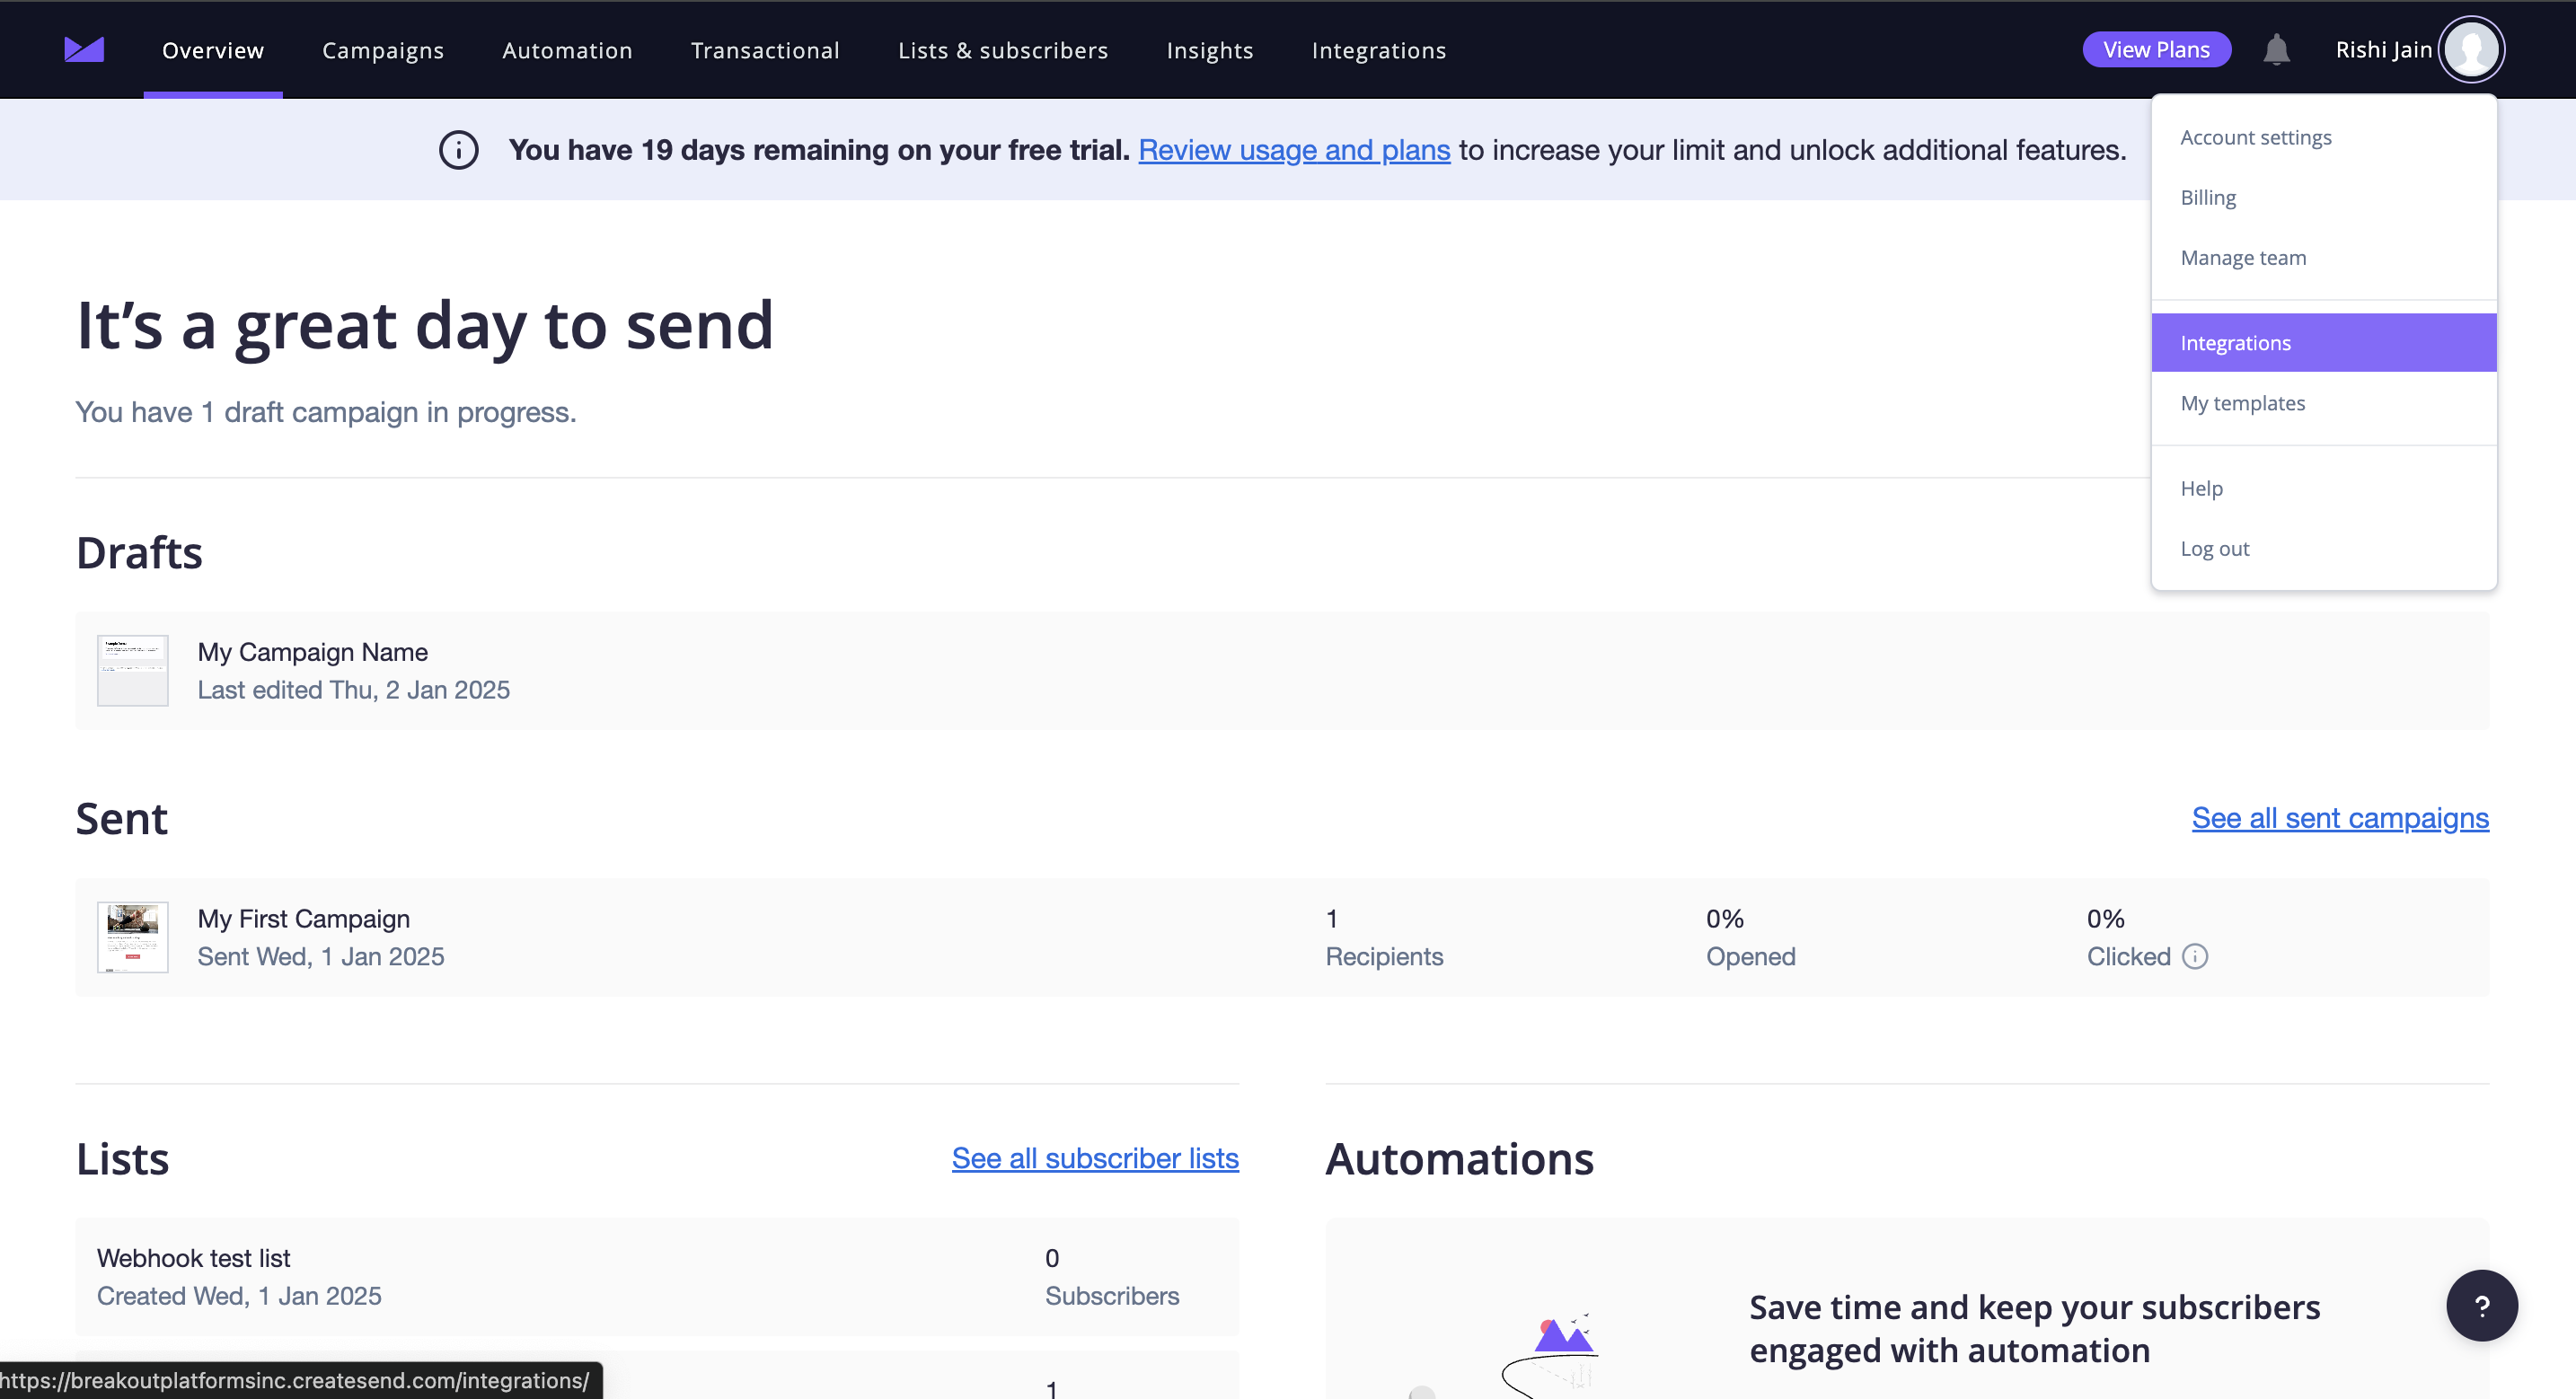 Overview
Campaigns
Automation
Transactional
Lists & subscribers
Insights
Integrations
View Plans
Rishi Jain
You have 19 days remaining on your free trial. Review usage and plans to increase your limit and unlock additional features.
Account settings
Billing
Manage team
Integrations
My templates
Help
Log out
It's a great day to send
You have 1 draft campaign in progress.
Drafts
My Campaign Name
Last edited Thu, 2 Jan 2025
Sent
See all sent campaigns
My First Campaign
Sent Wed, 1 Jan 2025
1
Recipients
0%
Opened
0%
Clicked
Lists
See all subscriber lists
Webhook test list
Created Wed, 1 Jan 2025
0
Subscribers
1
Automations
Save time and keep your subscribers
engaged with automation
?
https://breakoutplatformsinc.createsend.com/integrations/